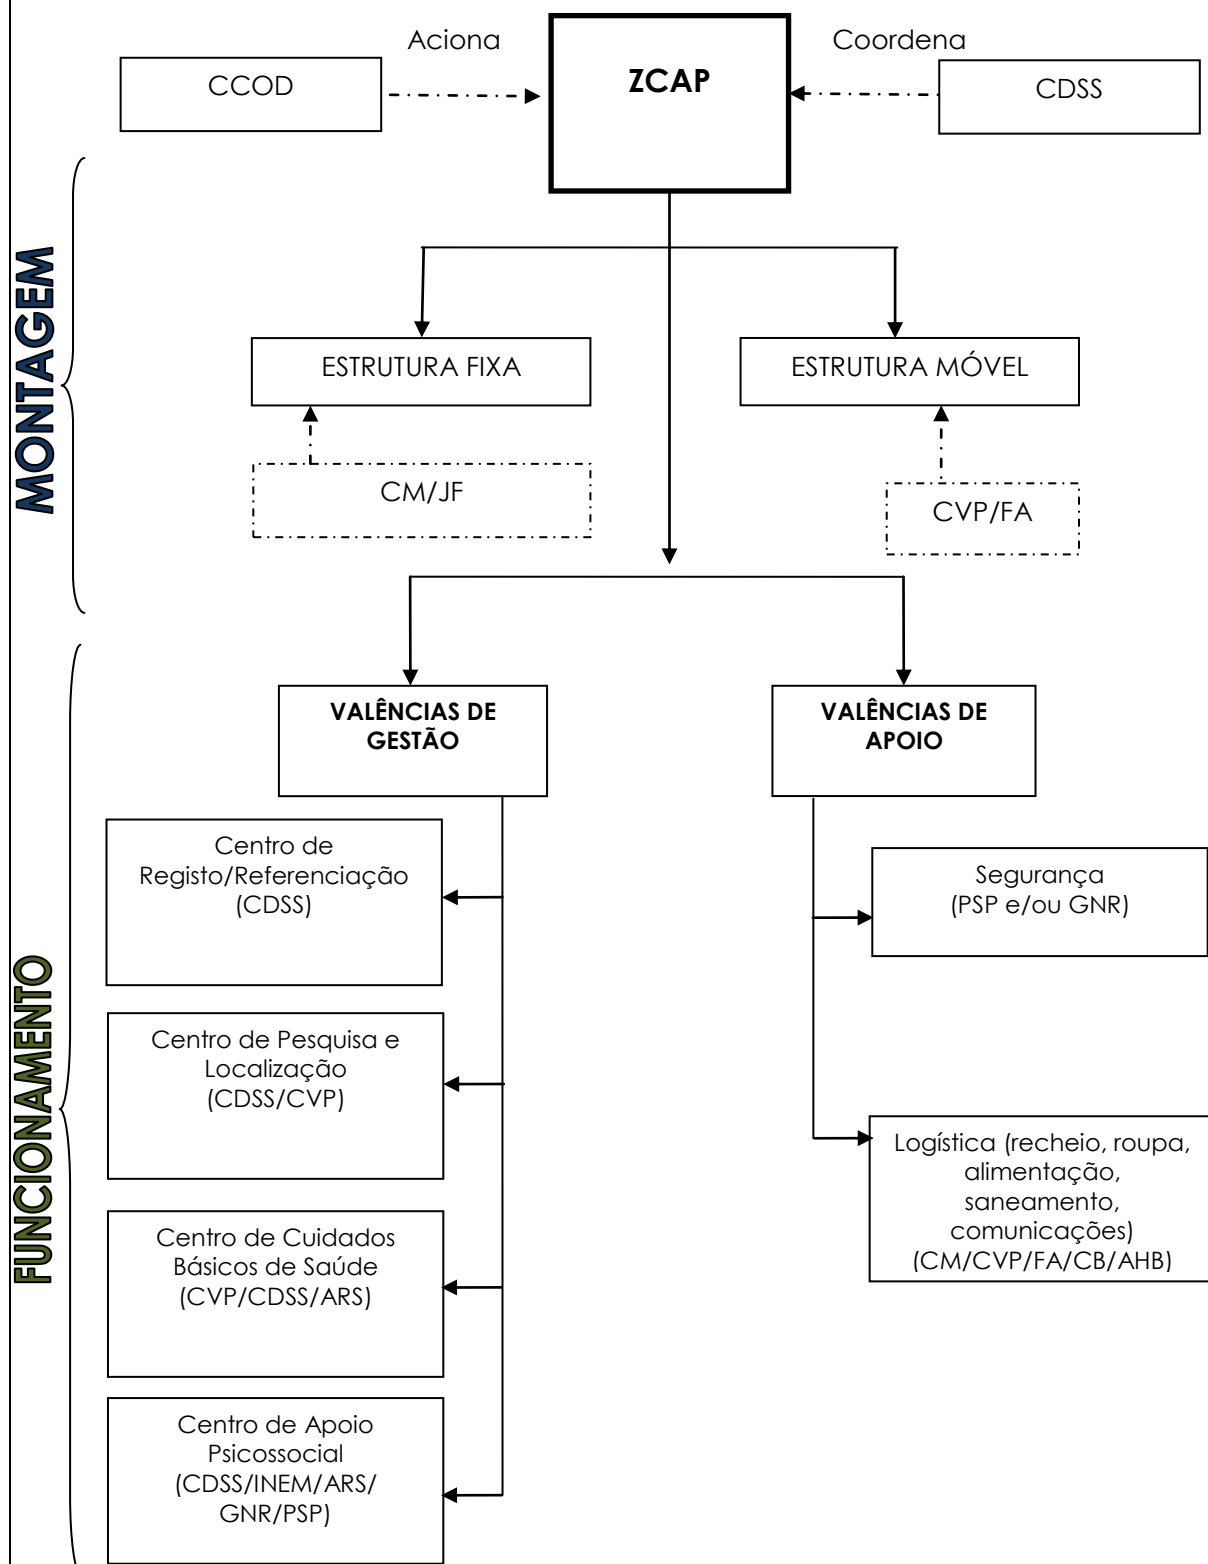 Aciona
Coordena
CCOD
ZCAP
CDSS
MONTAGEM
ESTRUTURA FIXA
ESTRUTURA MÓVEL
CM/JF
CVP/FA
FUNCIONAMENTO
VALÊNCIAS DE
GESTÃO
VALÊNCIAS DE
APOIO
Centro de
Registo/Referenciação
(CDSS)
Segurança
(PSP e/ou GNR)
Centro de Pesquisa e
Localização
(CDSS/CVP)
Logística (recheio, roupa,
alimentação,
saneamento,
comunicações)
(CM/CVP/FA/CB/AHB)
Centro de Cuidados
Básicos de Saúde
(CVP/CDSS/ARS)
Centro de Apoio
Psicossocial
(CDSS/INEM/ARS/
GNR/PSP)